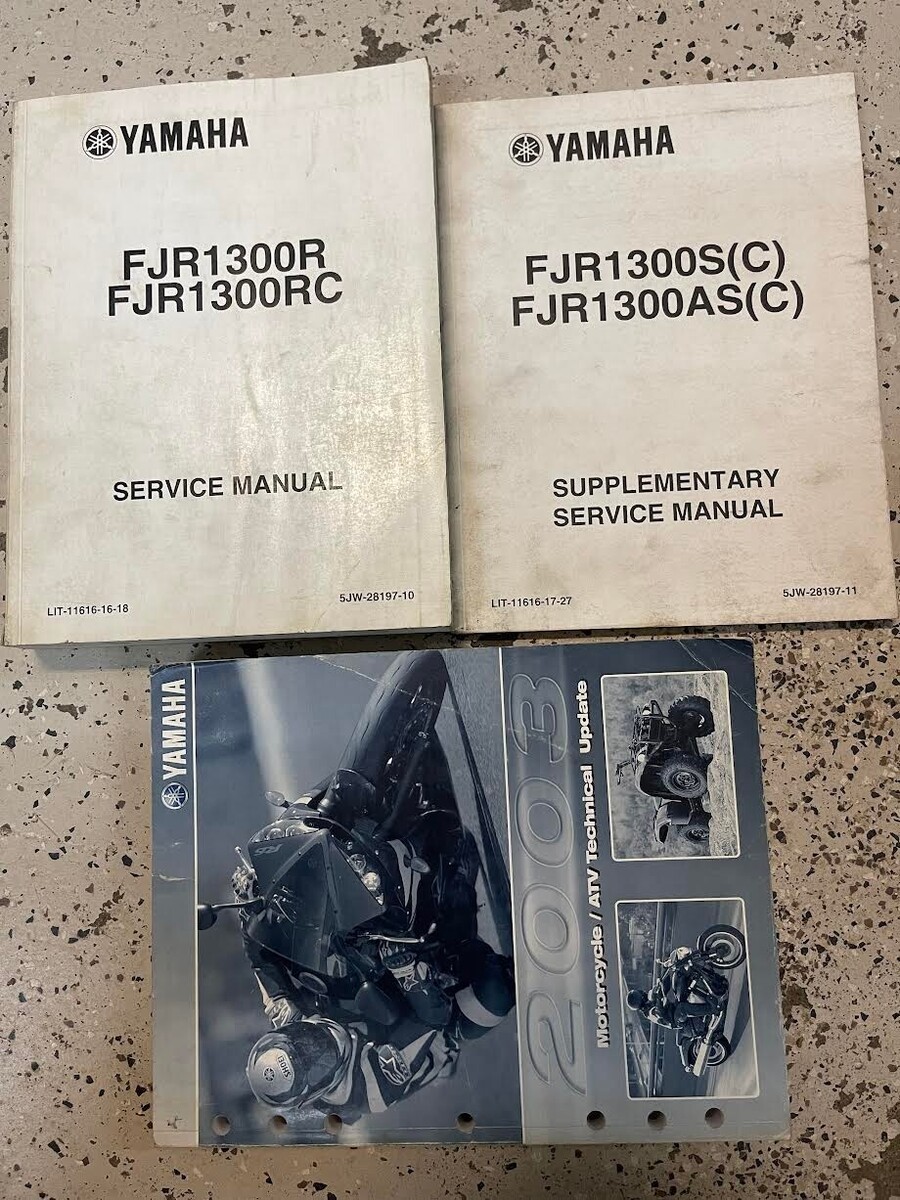 YAMAHA
FJR1300R
FJR1300RC
SERVICE MANUAL
LIT-11616-16-18
5JW-28197-10
YAMAHA
FJR1300S(C)
FJR1300AS(C)
SUPPLEMENTARY
SERVICE MANUAL
LIT-11616-17-27
5JW-28197-11
YAMAHA
2003
Motorcycle / ATV Technical Update
SHOEI